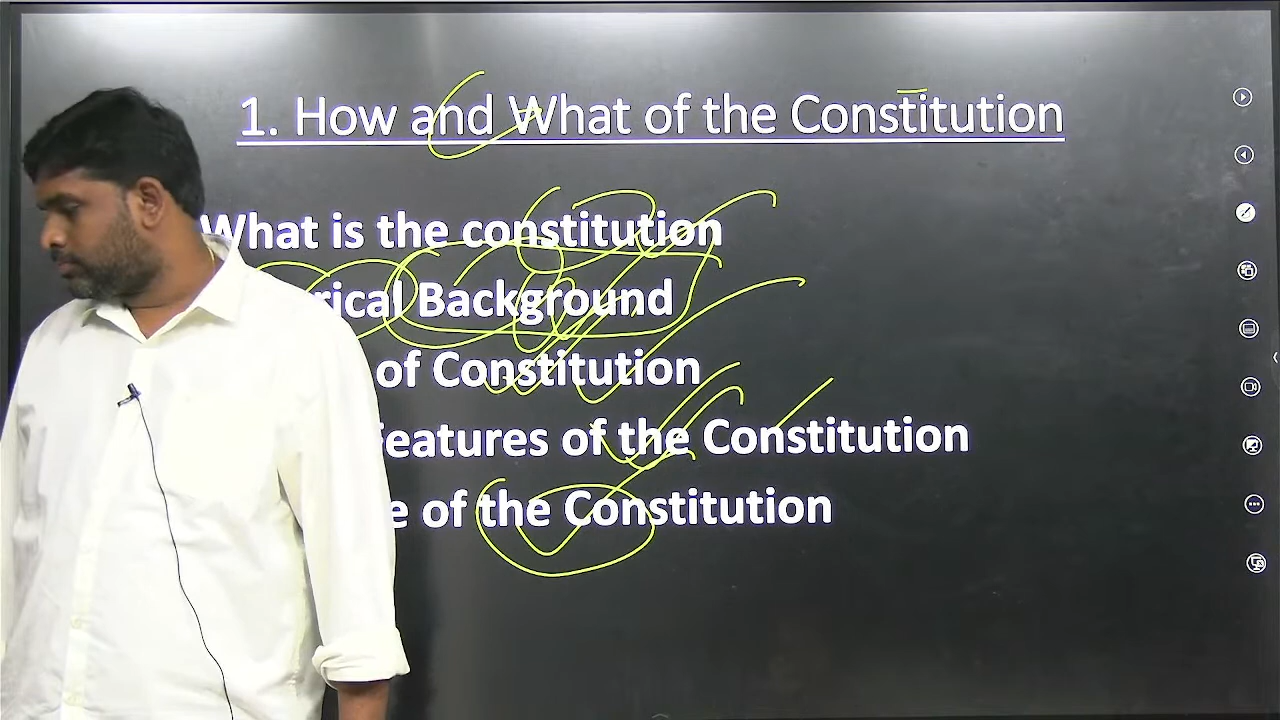 1. How and What of the Constitution
What is the constitution
Background
of Constitution
Features of the Constitution
of the Constitution